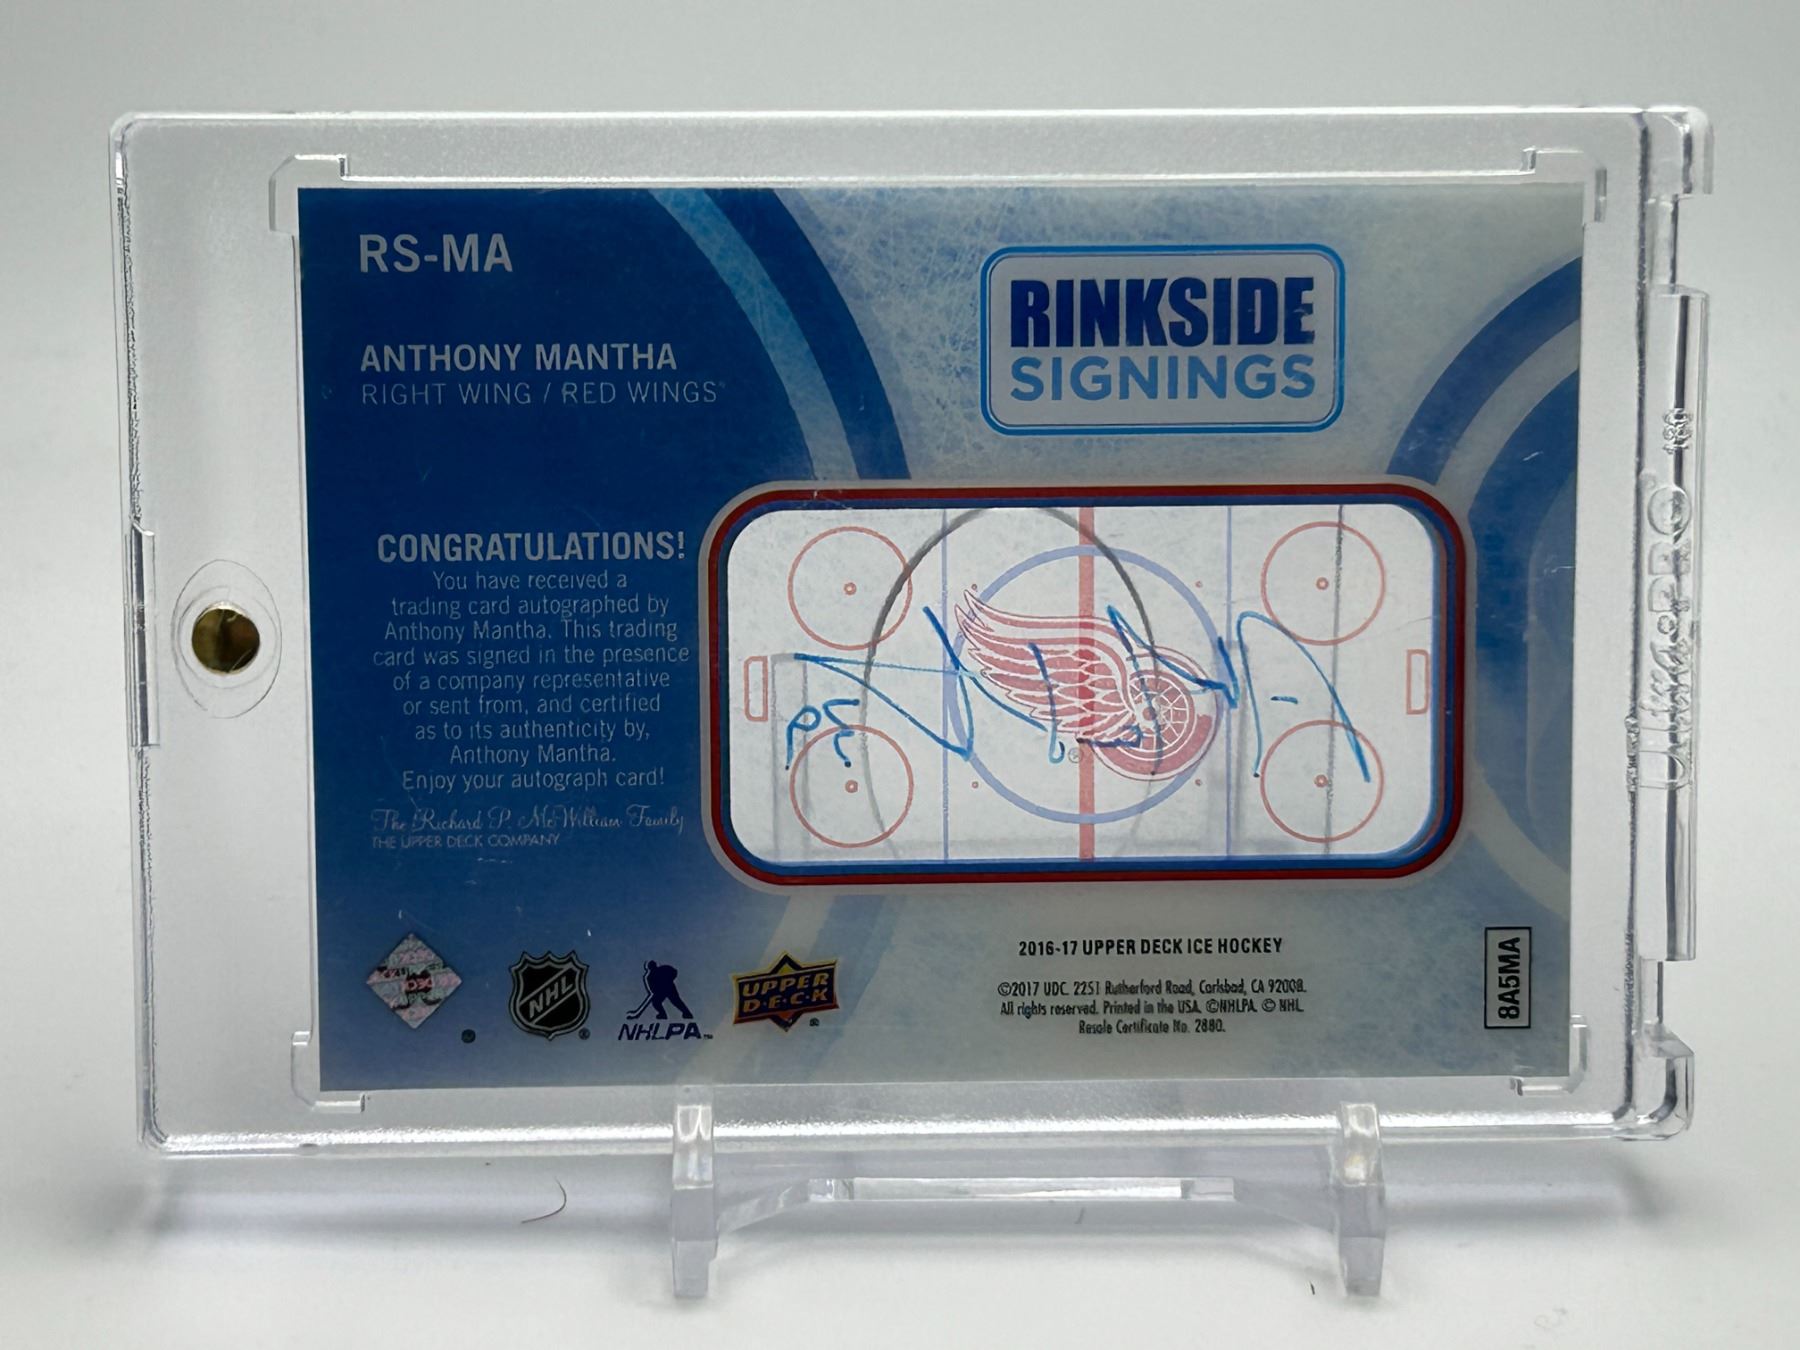 RS-MA
ANTHONY MANTHA
RIGHT WING / RED WINGS®
RINKSIDE
SIGNINGS
CONGRATULATIONS!
You have received a
trading card autographed by
Anthony Mantha. This trading
card was signed in the presence
of a company representative
or sent from, and certified
as to its authenticity by,
Anthony Mantha.
Enjoy your autograph card!
The Richard P. McWilliam Family
THE UPPER DECK COMPANY
NHL
®
NHLPA™
UPPER
D·E·C·K
®
2016-17 UPPER DECK ICE HOCKEY
©2017 UDC. 2251 Rutherford Road, Carlsbad, CA 92008.
All rights reserved. Printed in the USA. ©NHLPA. © NHL.
Resale Certificate No. 2880.
8A5MA
Ultra•PRO®
180